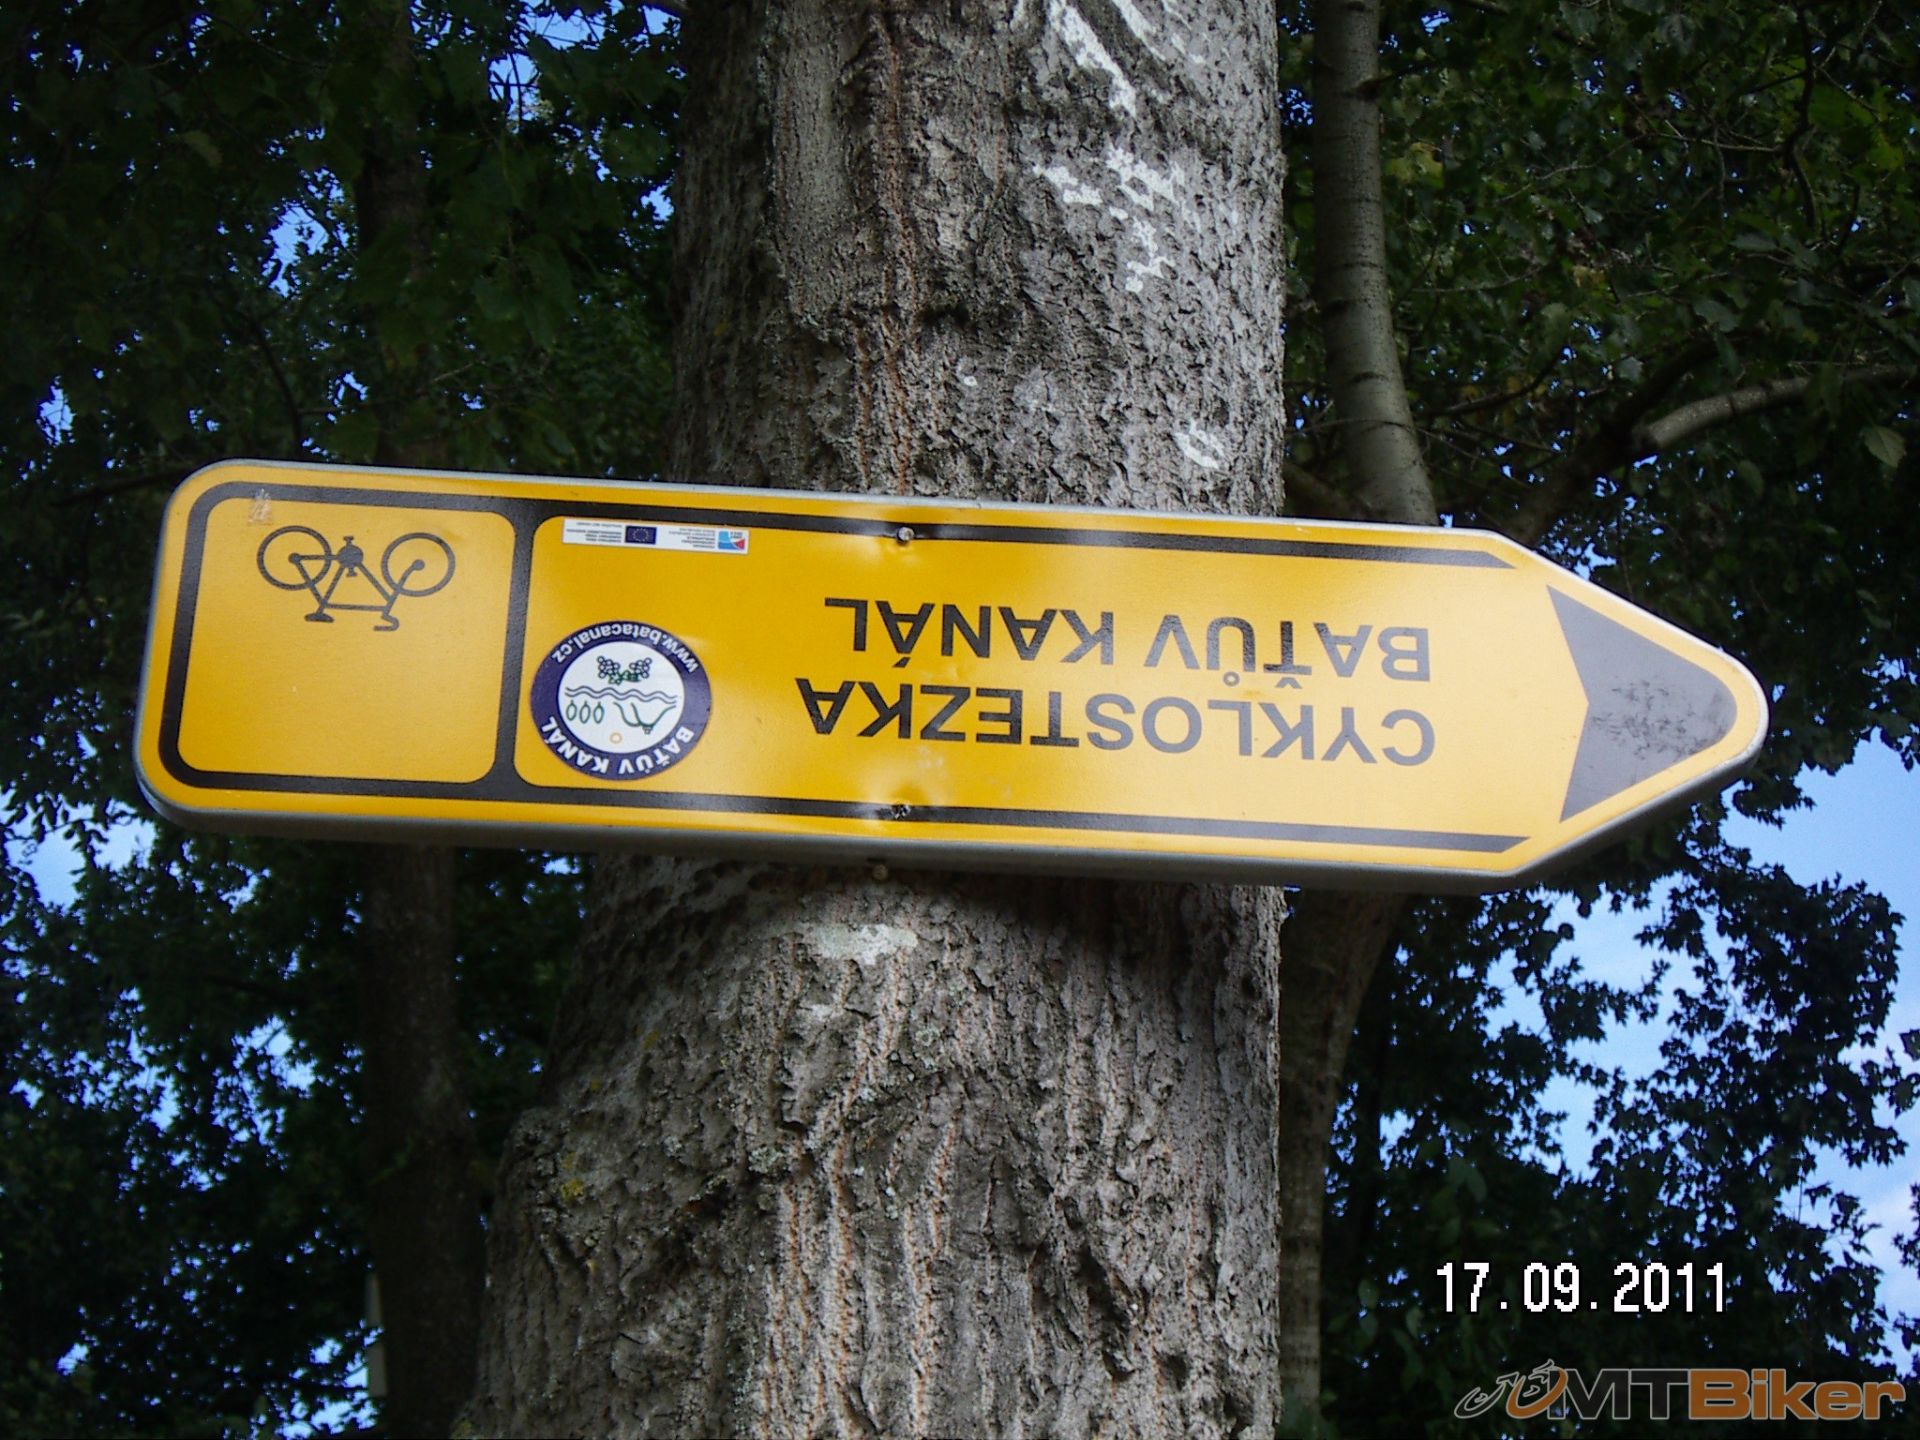 CYKLOSTEZKA
BAŤŮV KANÁL
BAŤŮV KANÁL
www.batacanal.cz
17.09.2011
MTBiker